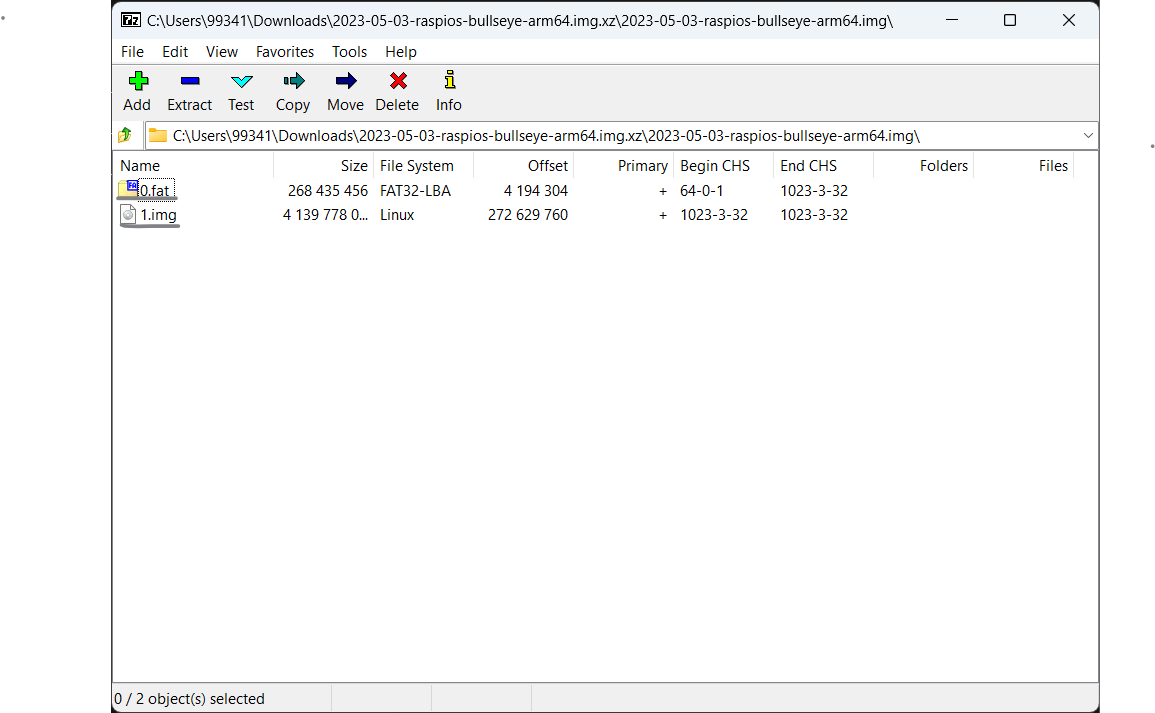 7z C:\Users\99341\Downloads\2023-05-03-raspios-bullseye-arm64.img.xz\2023-05-03-raspios-bullseye-arm64.img\
File Edit View Favorites Tools Help
Add Extract Test Copy Move Delete Info
C:\Users\99341\Downloads\2023-05-03-raspios-bullseye-arm64.img.xz\2023-05-03-raspios-bullseye-arm64.img\
Name Size File System Offset Primary Begin CHS End CHS Folders Files
FA 0.fat 268 435 456 FAT32-LBA 4 194 304 + 64-0-1 1023-3-32
1.img 4 139 778 0... Linux 272 629 760 + 1023-3-32 1023-3-32
0 / 2 object(s) selected